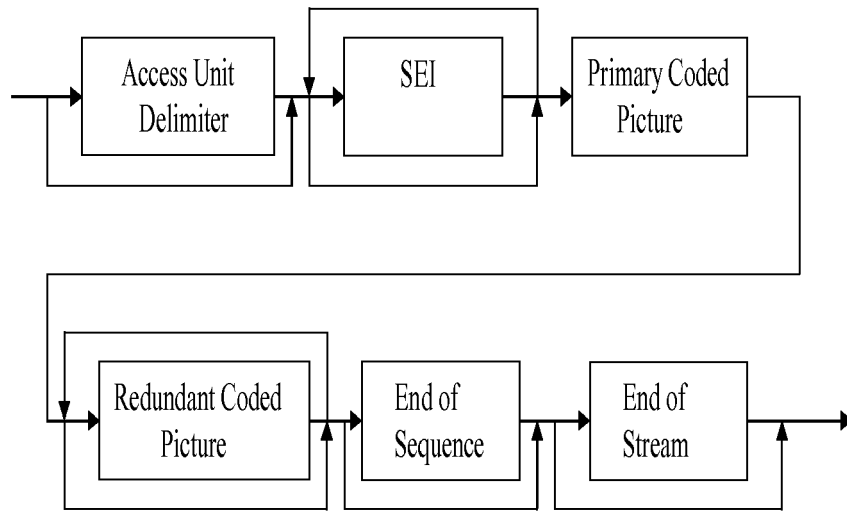 Access Unit
Delimiter
SEI
Primary Coded
Picture
Redundant Coded
Picture
End of
Sequence
End of
Stream